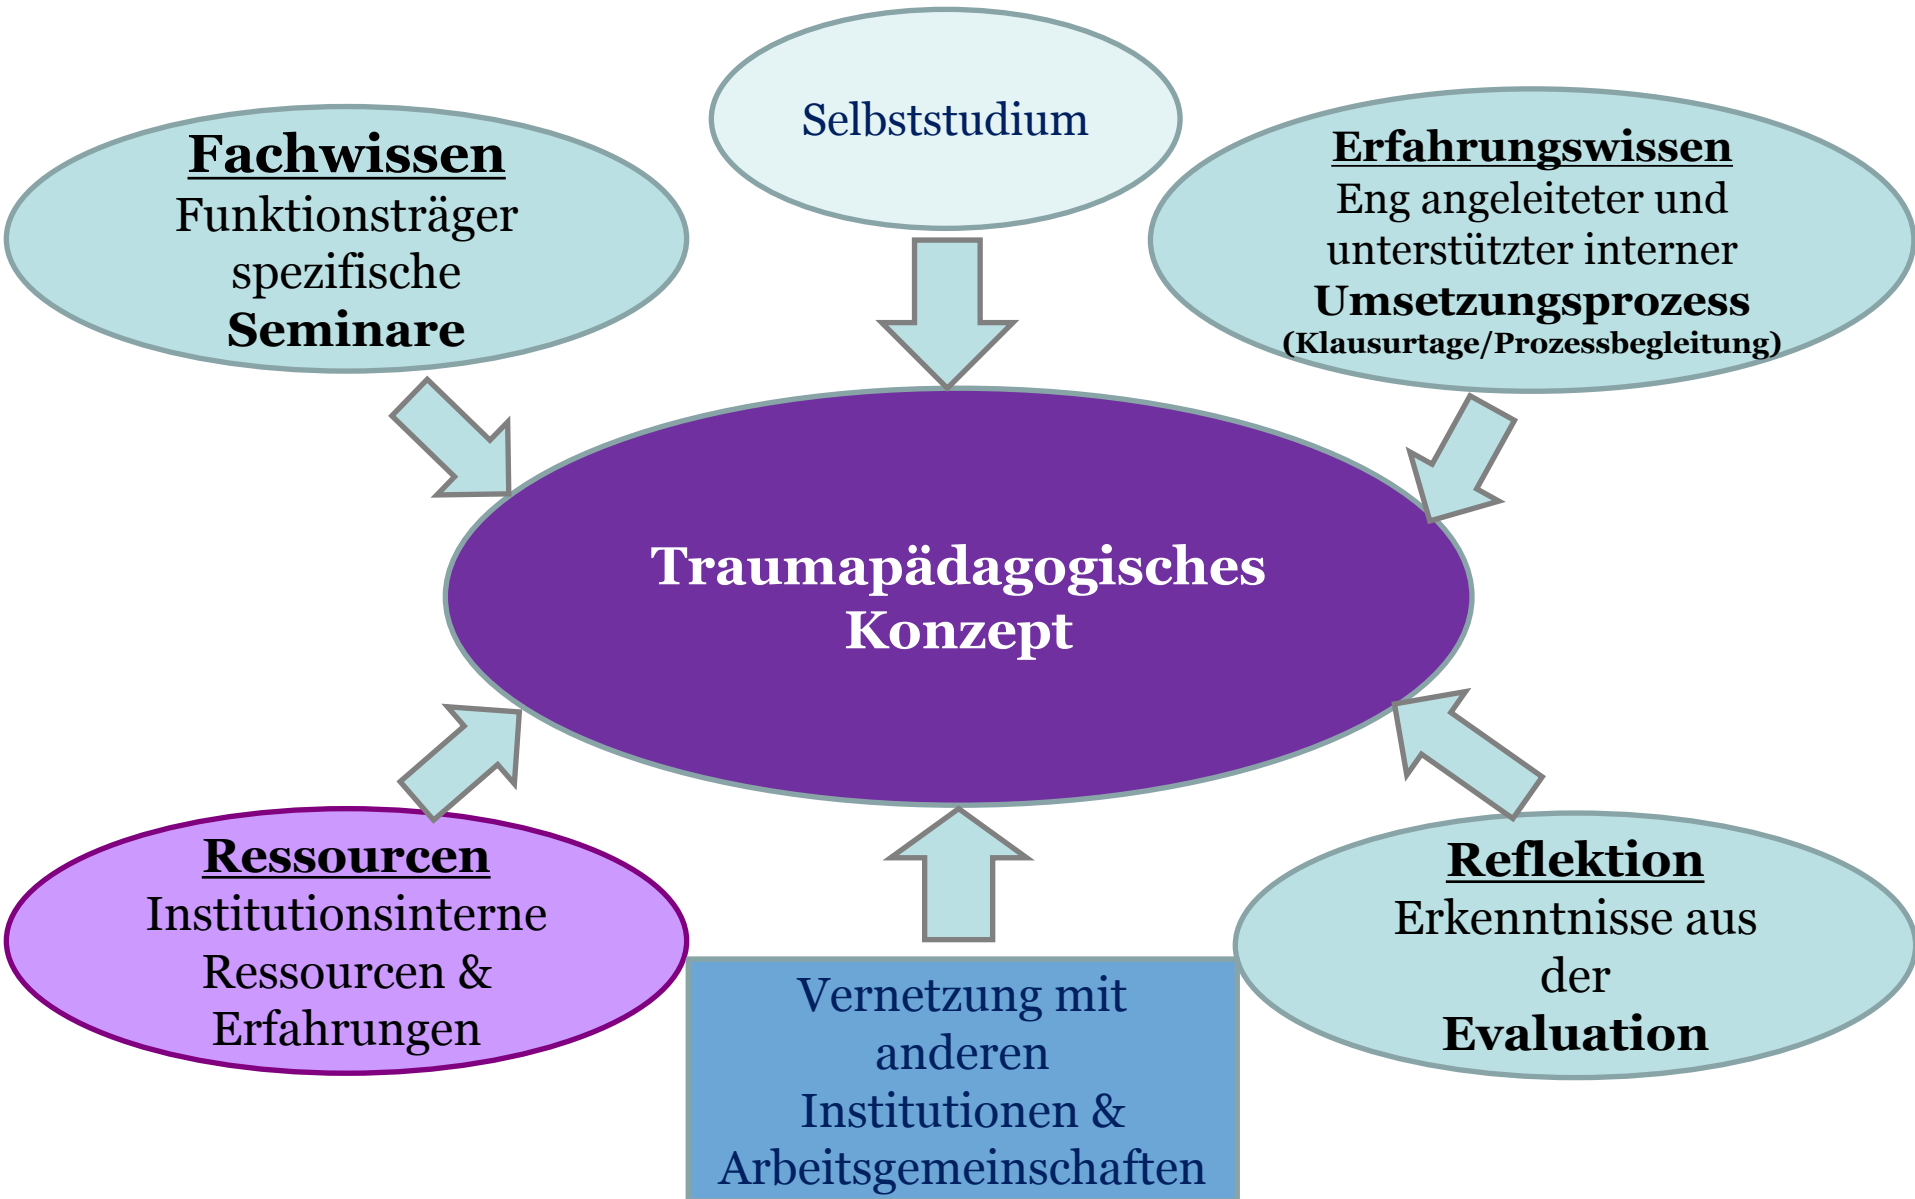 Selbststudium
Fachwissen
Funktionsträger
spezifische
Seminare
Erfahrungswissen
Eng angeleiteter und
unterstützter interner
Umsetzungsprozess
(Klausurtage/Prozessbegleitung)
Traumapädagogisches
Konzept
Ressourcen
Institutionsinterne
Ressourcen &
Erfahrungen
Vernetzung mit
anderen
Institutionen &
Arbeitsgemeinschaften
Reflektion
Erkenntnisse aus
der
Evaluation